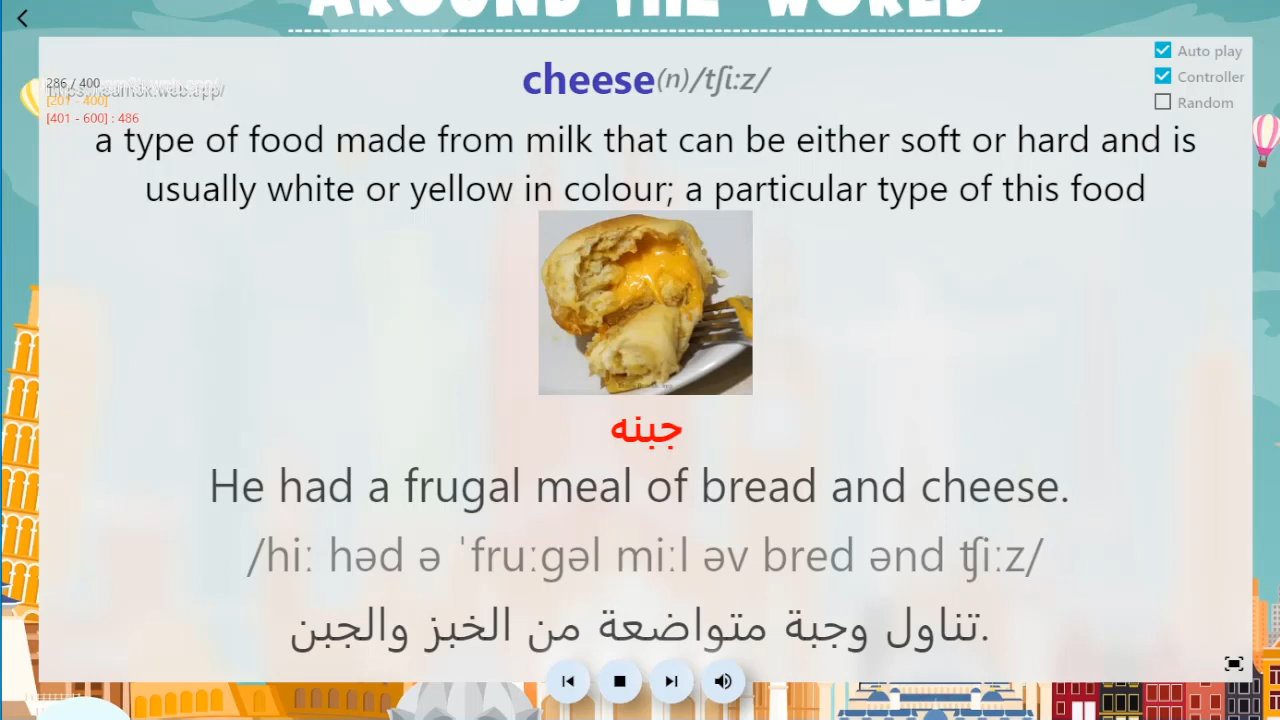 AROUND THE WORLD
cheese(n)/tʃiːz/
Auto play
Controller
Random
286 / 400
[201 - 400]
[401 - 600] : 486
a type of food made from milk that can be either soft or hard and is
usually white or yellow in colour; a particular type of this food
جبنه
He had a frugal meal of bread and cheese.
/hiː həd ə ˈfruːgəl miːl əv bred ənd ʧiːz/
تناول وجبة متواضعة من الخبز والجبن.